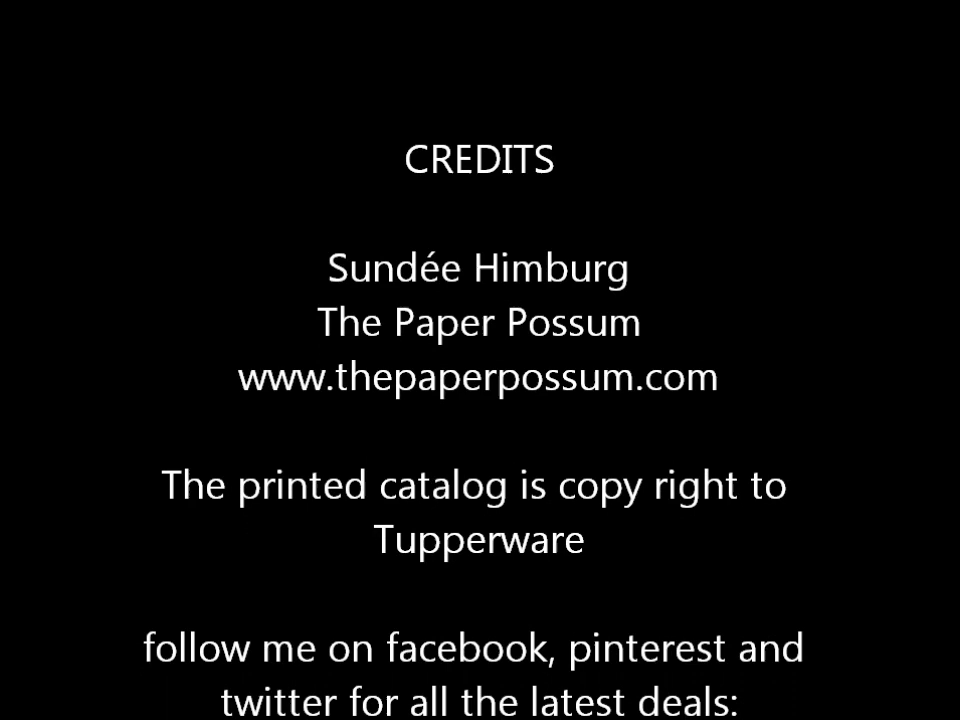 CREDITS
Sundée Himburg
The Paper Possum
www.thepaperpossum.com
The printed catalog is copy right to
Tupperware
follow me on facebook, pinterest and
twitter for all the latest deals: